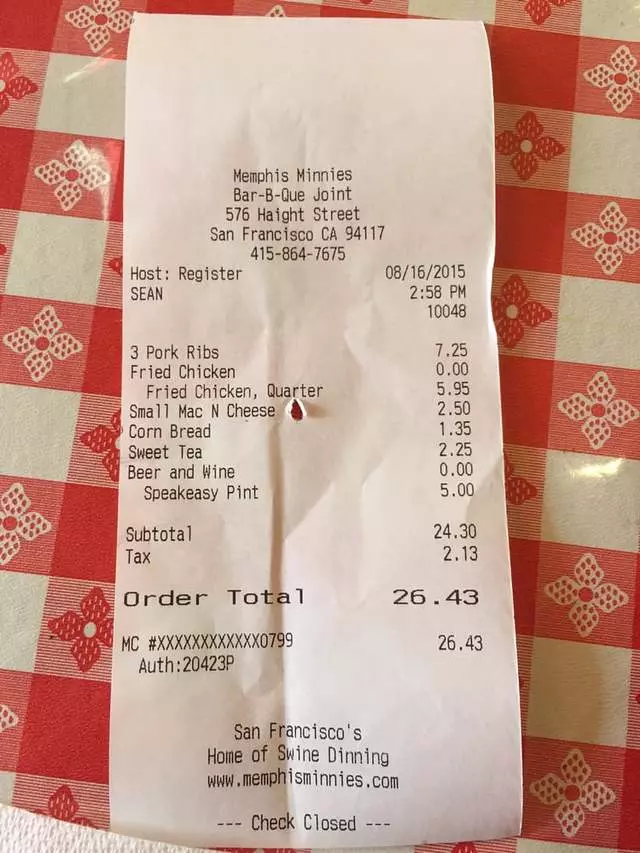 Memphis Minnies
Bar-B-Que Joint
576 Haight Street
San Francisco CA 94117
415-864-7675
Host: Register 08/16/2015
SEAN 2:58 PM
10048
3 Pork Ribs 7.25
Fried Chicken 0.00
Fried Chicken, Quarter 5.95
Small Mac N Cheese 2.50
Corn Bread 1.35
Sweet Tea 2.25
Beer and Wine 0.00
Speakeasy Pint 5.00
Subtotal 24.30
Tax 2.13
Order Total 26.43
MC #XXXXXXXXXXXX0799 26.43
Auth:20423P
San Francisco's
Home of Swine Dinning
www.memphisminnies.com
--- Check Closed ---